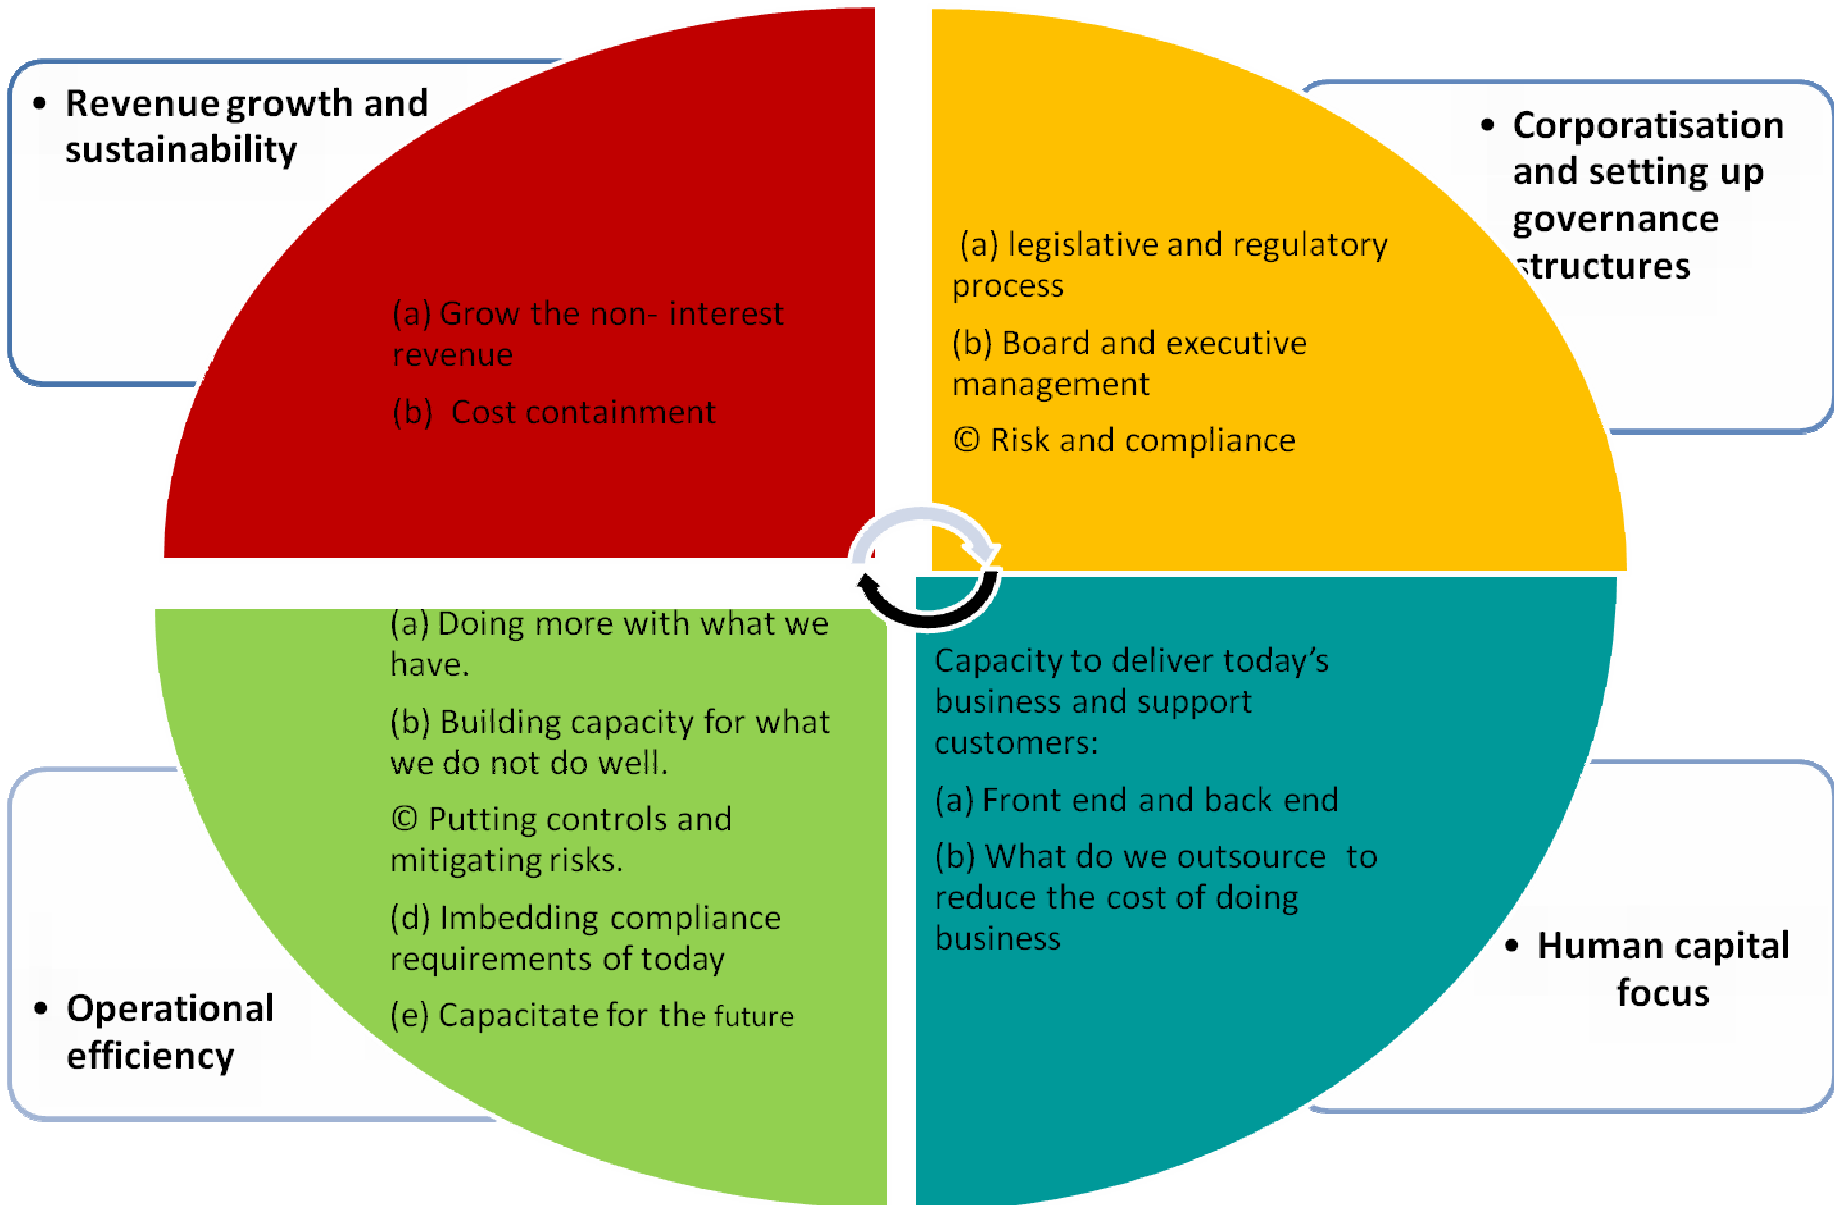 • Revenue growth and
sustainability
(a) Grow the non- interest
revenue
(b) Cost containment
• Corporatisation
and setting up
governance
structures
(a) legislative and regulatory
process
(b) Board and executive
management
© Risk and compliance
(a) Doing more with what we
have.
(b) Building capacity for what
we do not do well.
© Putting controls and
mitigating risks.
(d) Imbedding compliance
requirements of today
(e) Capacitate for the future
• Operational
efficiency
Capacity to deliver today’s
business and support
customers:
(a) Front end and back end
(b) What do we outsource to
reduce the cost of doing
business
• Human capital
focus